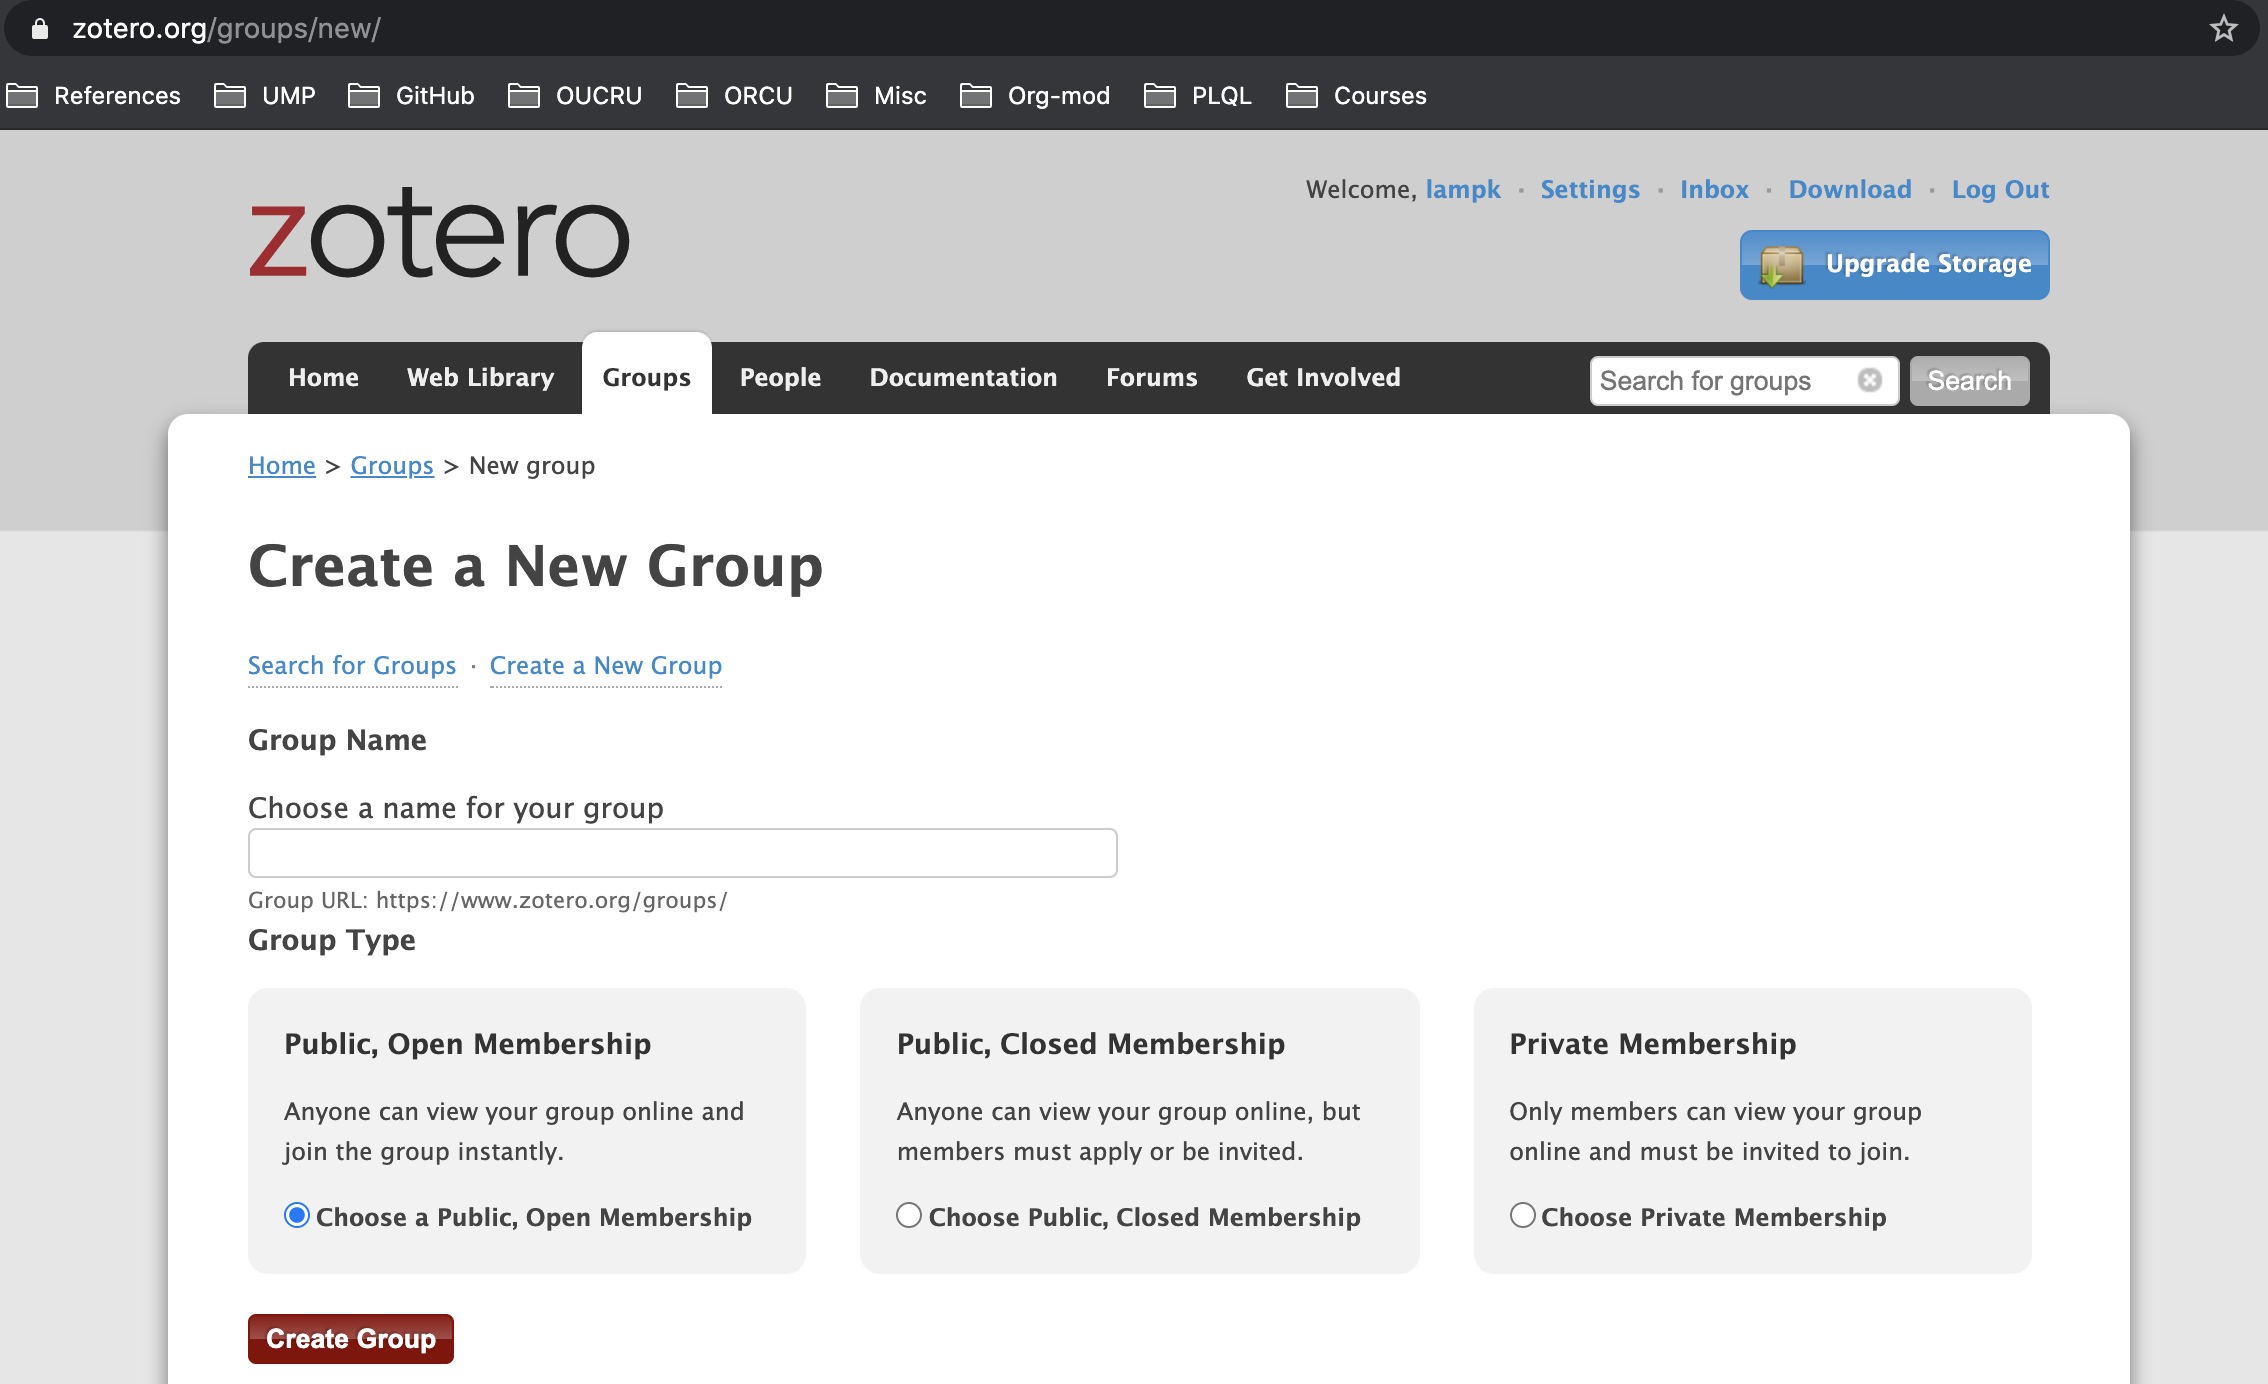 zotero.org/groups/new/
References UMP GitHub OUCRU ORCU Misc Org-mod PLQL Courses
Welcome, lampk · Settings · Inbox · Download · Log Out
zotero
Upgrade Storage
Home Web Library Groups People Documentation Forums Get Involved Search for groups Search
Home > Groups > New group
Create a New Group
Search for Groups · Create a New Group
Group Name
Choose a name for your group
Group URL: https://www.zotero.org/groups/
Group Type
Public, Open Membership
Anyone can view your group online and
join the group instantly.
Choose a Public, Open Membership
Public, Closed Membership
Anyone can view your group online, but
members must apply or be invited.
Choose Public, Closed Membership
Private Membership
Only members can view your group
online and must be invited to join.
Choose Private Membership
Create Group